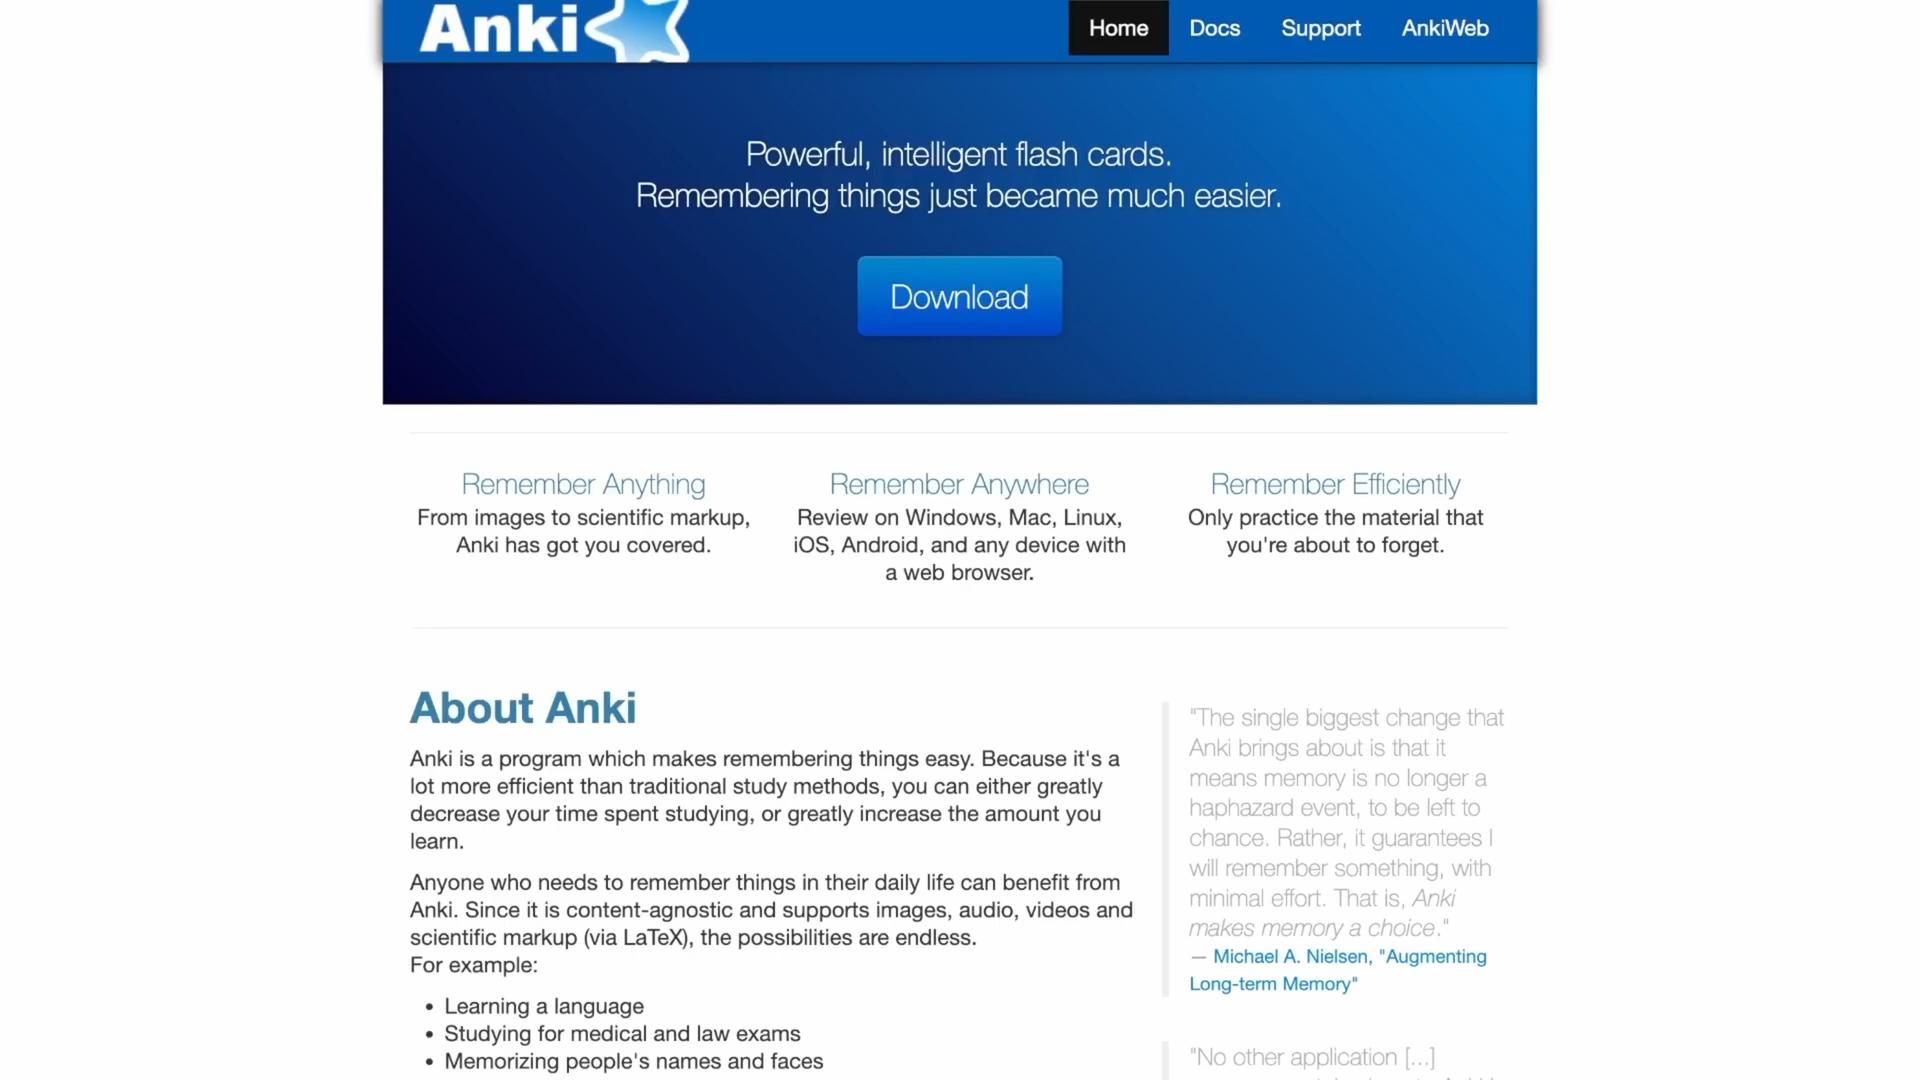 Anki
Home Docs Support AnkiWeb
Powerful, intelligent flash cards.
Remembering things just became much easier.
Download
Remember Anything
From images to scientific markup,
Anki has got you covered.
Remember Anywhere
Review on Windows, Mac, Linux,
iOS, Android, and any device with
a web browser.
Remember Efficiently
Only practice the material that
you're about to forget.
About Anki
Anki is a program which makes remembering things easy. Because it's a
lot more efficient than traditional study methods, you can either greatly
decrease your time spent studying, or greatly increase the amount you
learn.
Anyone who needs to remember things in their daily life can benefit from
Anki. Since it is content-agnostic and supports images, audio, videos and
scientific markup (via LaTeX), the possibilities are endless.
For example:
• Learning a language
• Studying for medical and law exams
• Memorizing people's names and faces
"The single biggest change that
Anki brings about is that it
means memory is no longer a
haphazard event, to be left to
chance. Rather, it guarantees I
will remember something, with
minimal effort. That is, Anki
makes memory a choice."
— Michael A. Nielsen, "Augmenting
Long-term Memory"
"No other application [...]